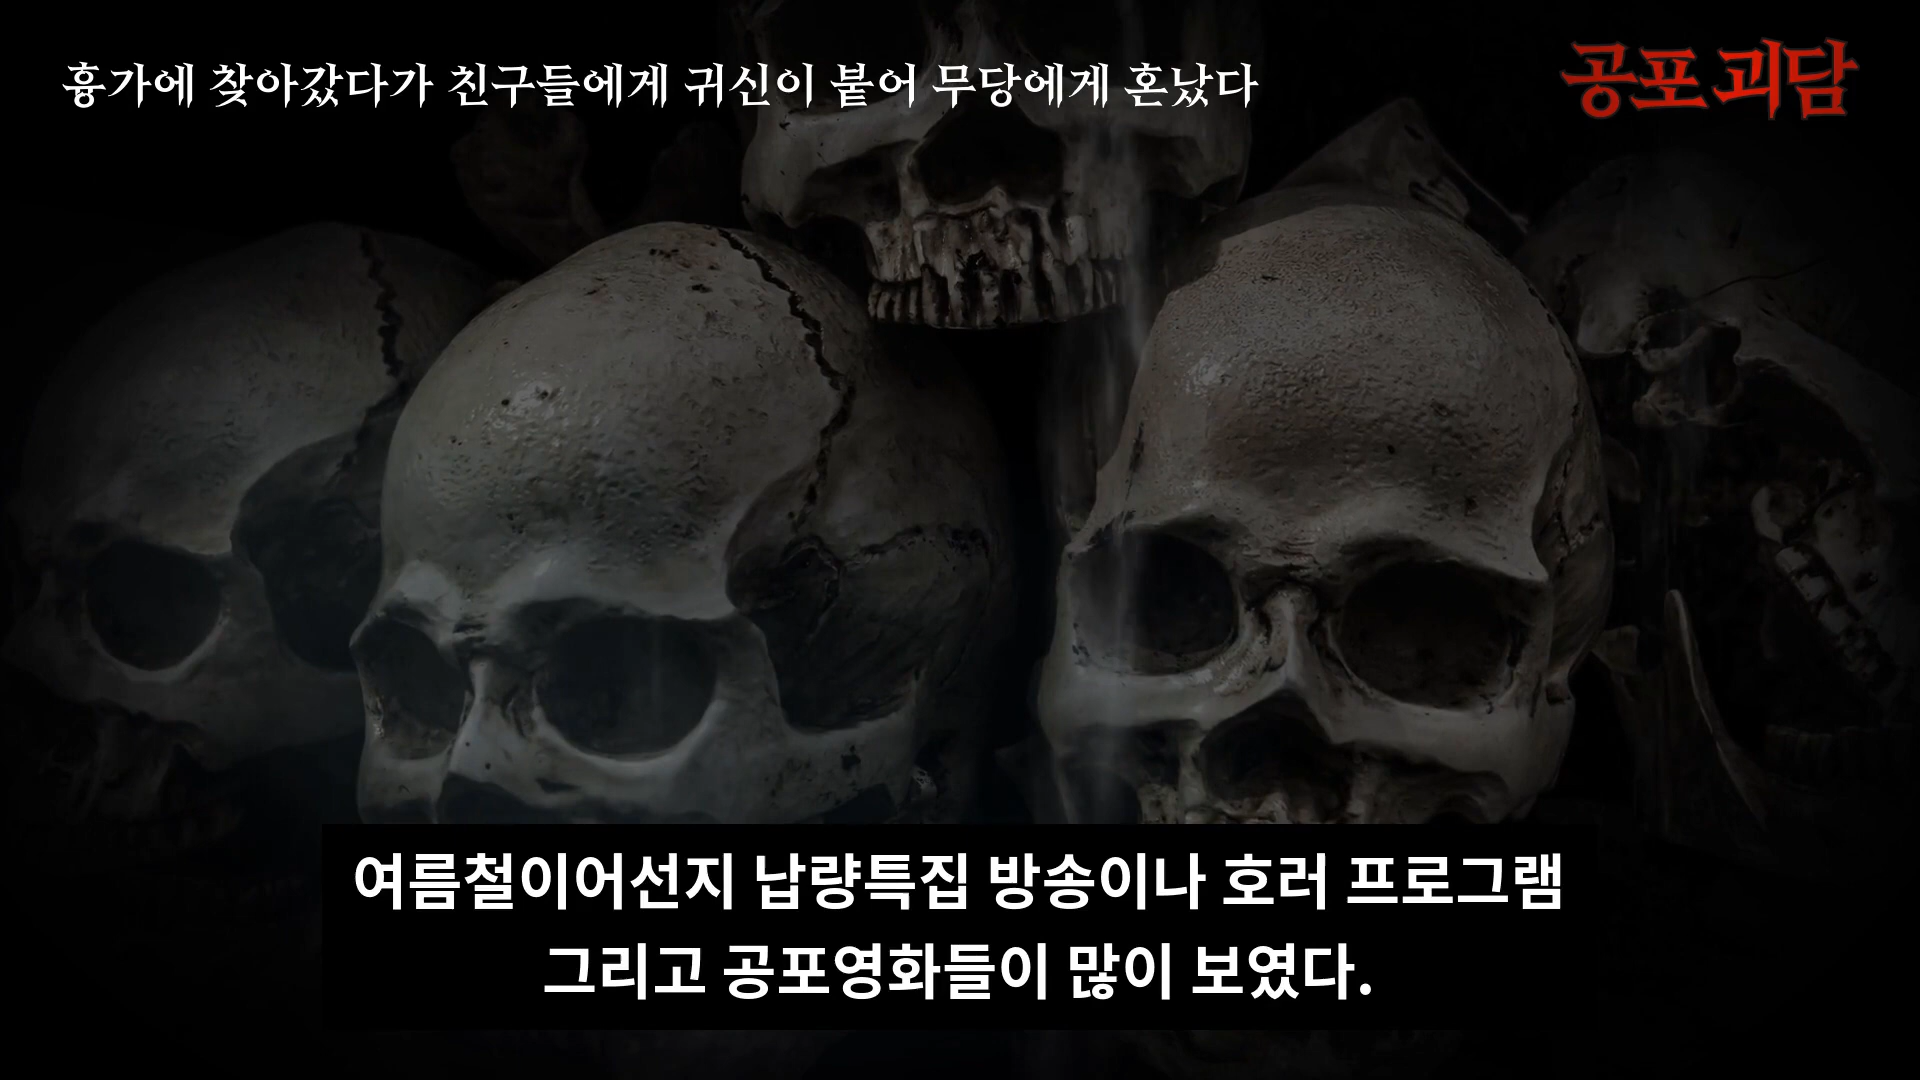 흉가에 찾아갔다가 친구들에게 귀신이 붙어 무당에게 혼났다
공포괴담
여름철이어선지 납량특집 방송이나 호러 프로그램
그리고 공포영화들이 많이 보였다.